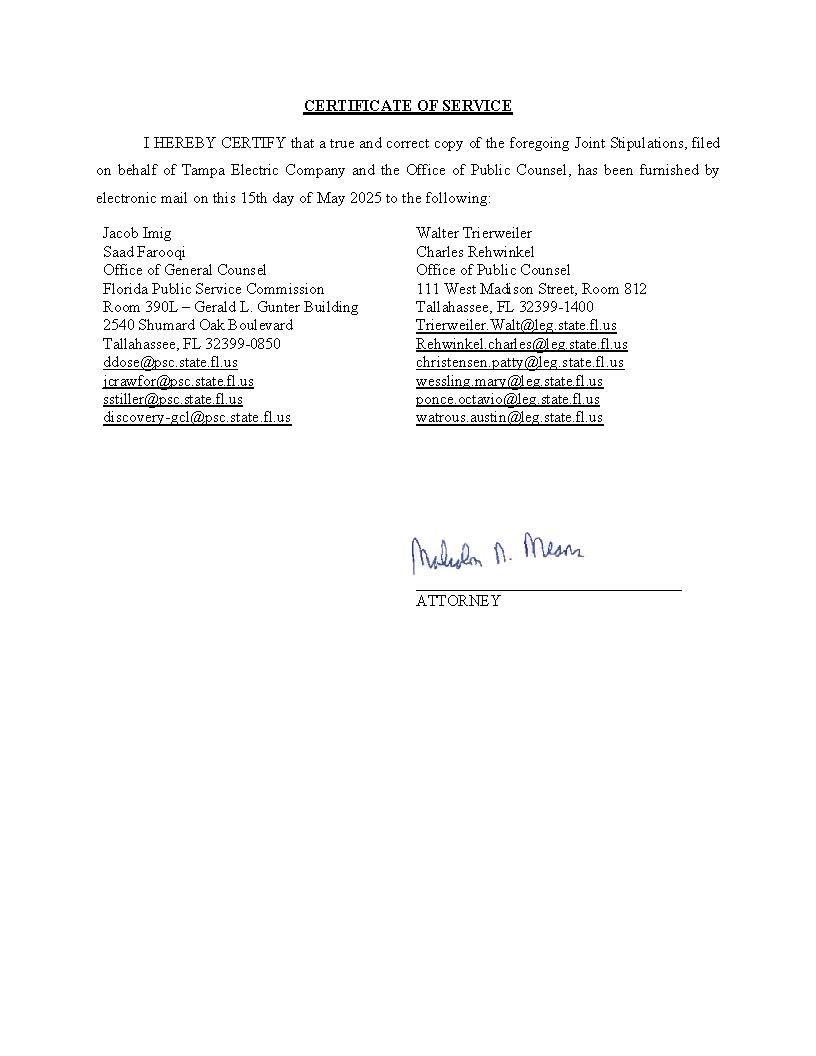 CERTIFICATE OF SERVICE
I HEREBY CERTIFY that a true and correct copy of the foregoing Joint Stipulations, filed
on behalf of Tampa Electric Company and the Office of Public Counsel, has been furnished by
electronic mail on this 15th day of May 2025 to the following:
Jacob Imig
Saad Farooqi
Office of General Counsel
Florida Public Service Commission
Room 390L – Gerald L. Gunter Building
2540 Shumard Oak Boulevard
Tallahassee, FL 32399-0850
ddose@psc.state.fl.us
jcrawfor@psc.state.fl.us
sstiller@psc.state.fl.us
discovery-gcl@psc.state.fl.us
Walter Trierweiler
Charles Rehwinkel
Office of Public Counsel
111 West Madison Street, Room 812
Tallahassee, FL 32399-1400
Trierweiler.Walt@leg.state.fl.us
Rehwinkel.charles@leg.state.fl.us
christensen.patty@leg.state.fl.us
wessling.mary@leg.state.fl.us
ponce.octavio@leg.state.fl.us
watrous.austin@leg.state.fl.us
Malcolm N. Means
ATTORNEY